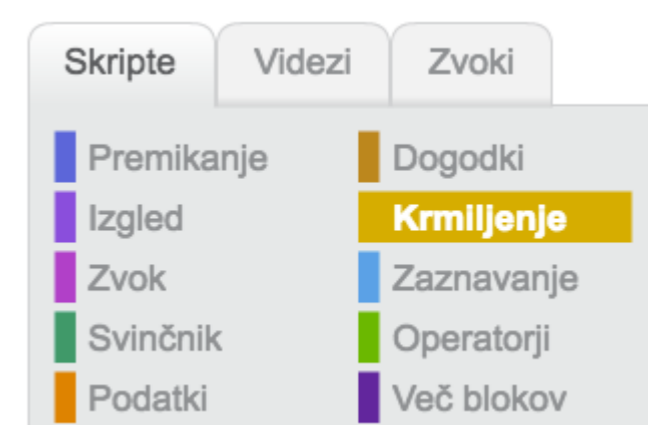 Skripte Videzi Zvoki
Premikanje Dogodki
Izgled Krmiljenje
Zvok Zaznavanje
Svinčnik Operatorji
Podatki Več blokov